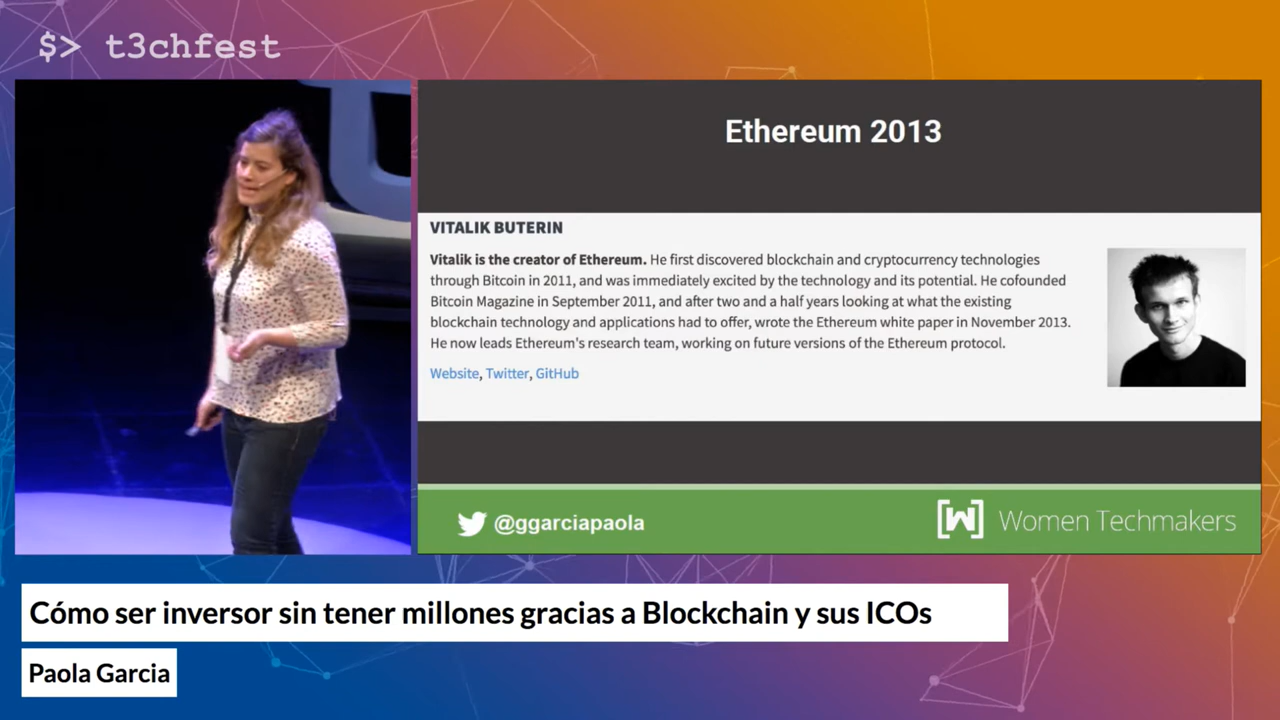 $> t3chfest
Ethereum 2013
VITALIK BUTERIN
Vitalik is the creator of Ethereum. He first discovered blockchain and cryptocurrency technologies
through Bitcoin in 2011, and was immediately excited by the technology and its potential. He cofounded
Bitcoin Magazine in September 2011, and after two and a half years looking at what the existing
blockchain technology and applications had to offer, wrote the Ethereum white paper in November 2013.
He now leads Ethereum's research team, working on future versions of the Ethereum protocol.
Website, Twitter, GitHub
@ggarciapaola
[W] Women Techmakers
Cómo ser inversor sin tener millones gracias a Blockchain y sus ICOs
Paola Garcia